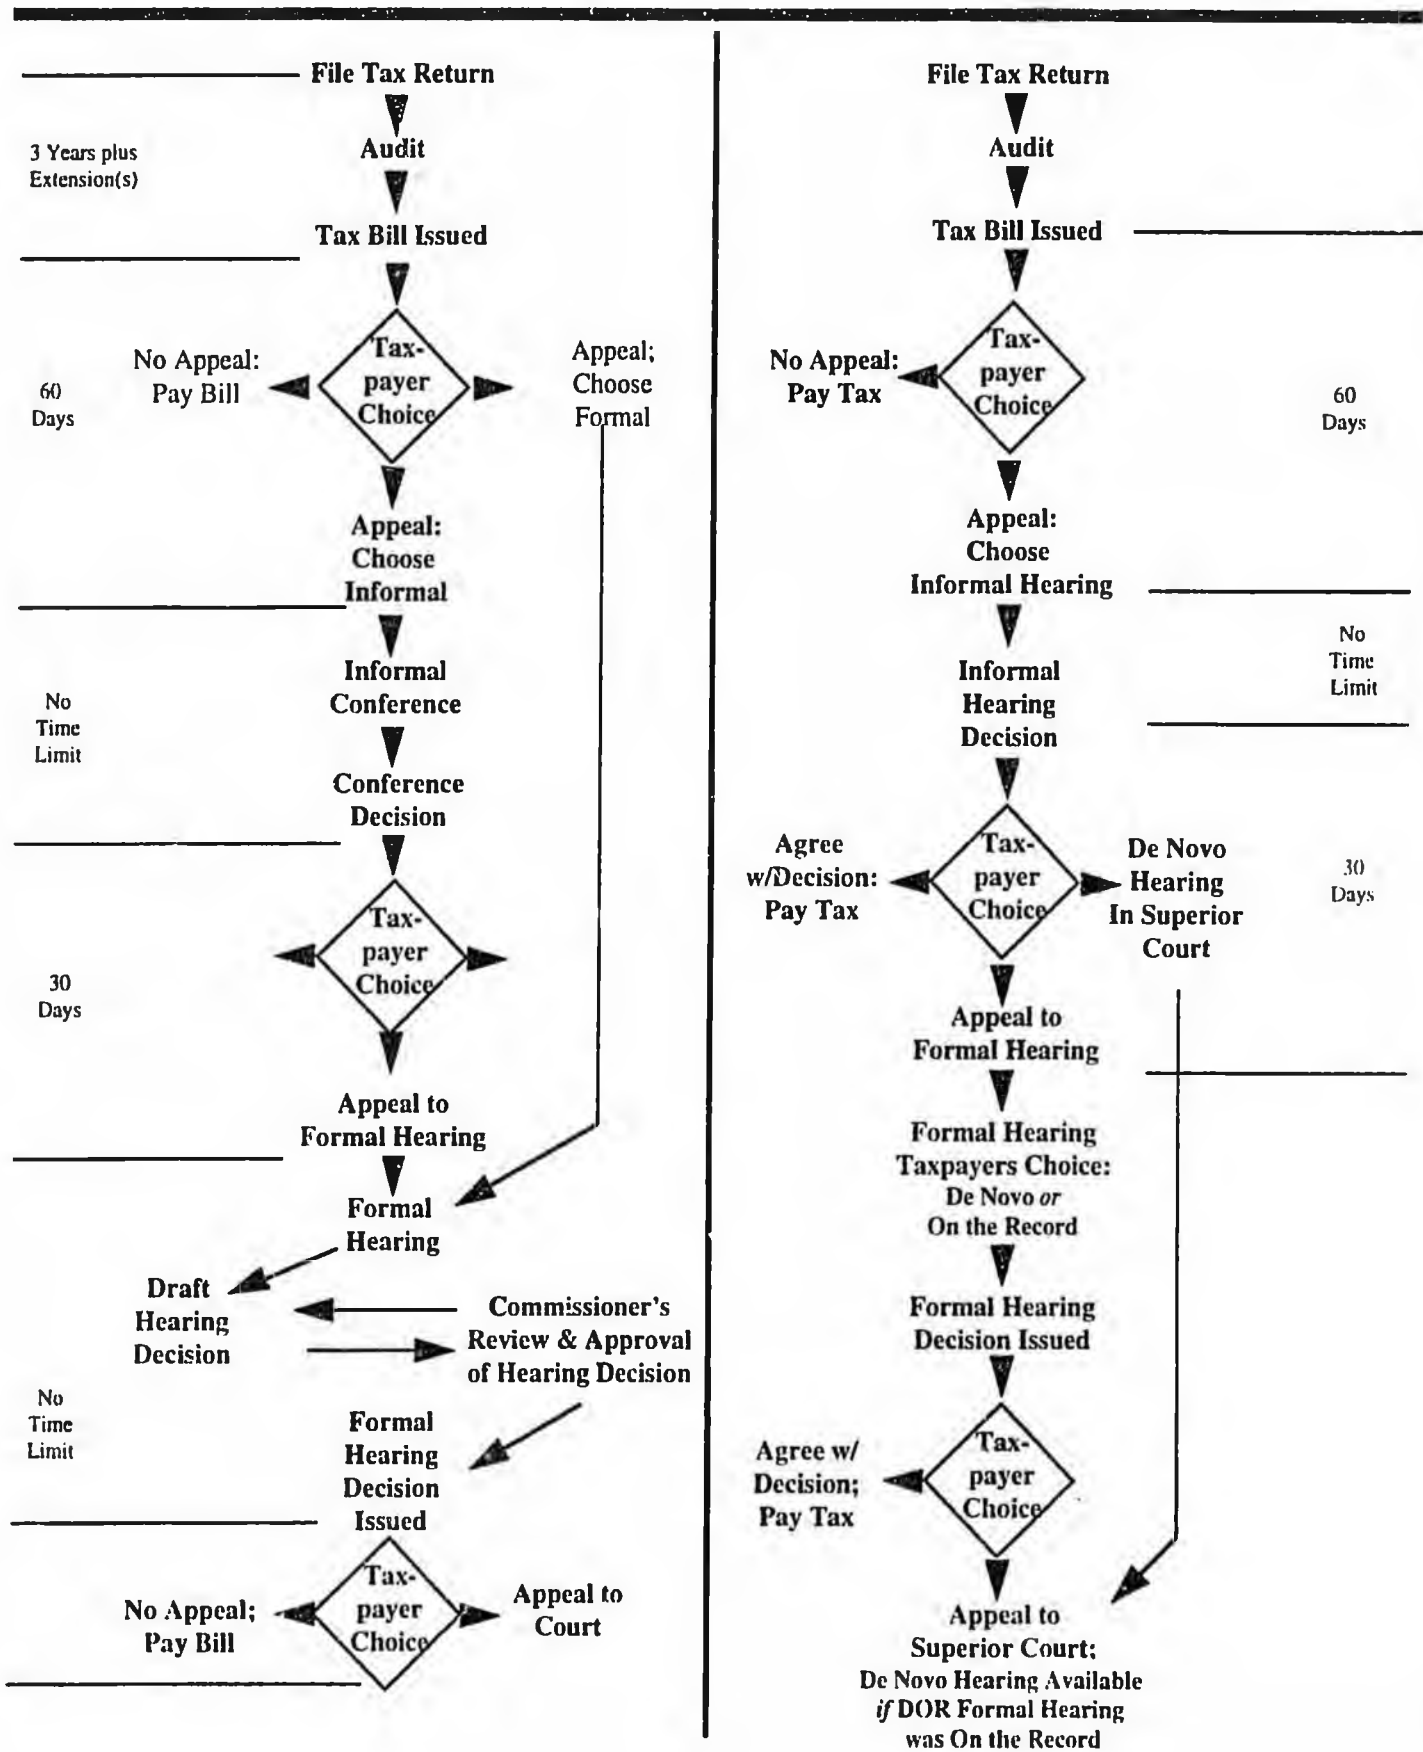 File Tax Return
3 Years plus
Extension(s)
Audit
Tax Bill Issued
No Appeal:
Pay Bill
Tax-
payer
Choice
Appeal;
Choose
Formal
60
Days
Appeal:
Choose
Informal
Informal
Conference
No
Time
Limit
Conference
Decision
Tax-
payer
Choice
30
Days
Appeal to
Formal Hearing
Formal
Hearing
Draft
Hearing
Decision
Commissioner's
Review & Approval
of Hearing Decision
No
Time
Limit
Formal
Hearing
Decision
Issued
No Appeal;
Pay Bill
Tax-
payer
Choice
Appeal to
Court
File Tax Return
Audit
Tax Bill Issued
No Appeal:
Pay Tax
Tax-
payer
Choice
60
Days
Appeal:
Choose
Informal Hearing
No
Time
Limit
Informal
Hearing
Decision
Agree
w/Decision:
Pay Tax
Tax-
payer
Choice
De Novo
Hearing
In Superior
Court
30
Days
Appeal to
Formal Hearing
Formal Hearing
Taxpayers Choice:
De Novo or
On the Record
Formal Hearing
Decision Issued
Agree w/
Decision;
Pay Tax
Tax-
payer
Choice
Appeal to
Superior Court;
De Novo Hearing Available
if DOR Formal Hearing
was On the Record